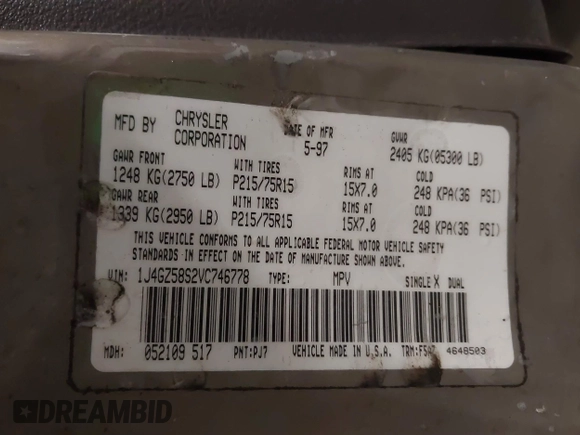 MFD BY CHRYSLER CORPORATION DATE OF MFR 5-97 GVWR 2405 KG(05300 LB)
GAWR FRONT WITH TIRES RIMS AT COLD
1248 KG(2750 LB) P215/75R15 15X7.0 248 KPA(36 PSI)
GAWR REAR WITH TIRES RIMS AT COLD
1339 KG(2950 LB) P215/75R15 15X7.0 248 KPA(36 PSI)
THIS VEHICLE CONFORMS TO ALL APPLICABLE FEDERAL MOTOR VEHICLE SAFETY
STANDARDS IN EFFECT ON THE DATE OF MANUFACTURE SHOWN ABOVE.
VIN: 1J4GZ58S2VC746778 TYPE: MPV SINGLE X DUAL
MDH: 052109 517 PNT:PJ7 VEHICLE MADE IN U.S.A. 4648503
DREAMBID